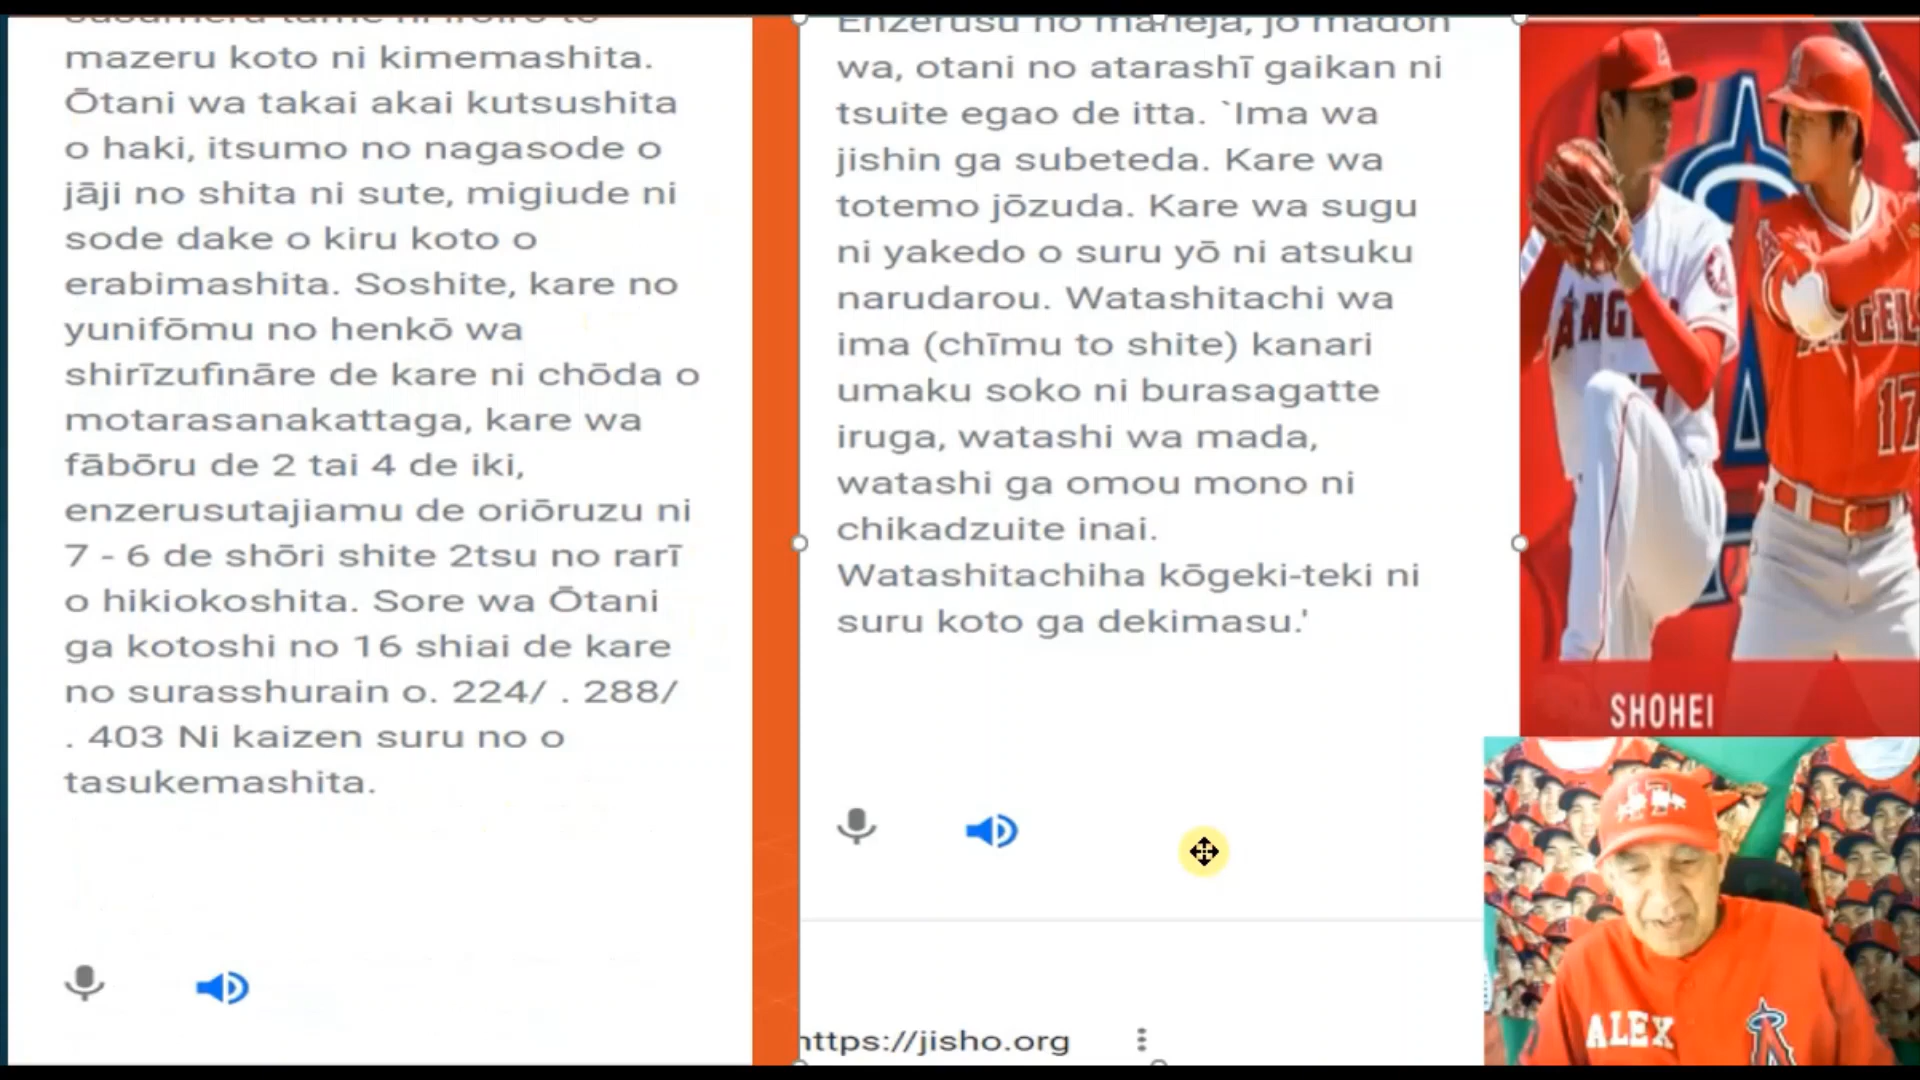 mazeru koto ni kimemashita.
Ōtani wa takai akai kutsushita
o haki, itsumo no nagasode o
jāji no shita ni sute, migiude ni
sode dake o kiru koto o
erabimashita. Soshite, kare no
yunifōmu no henkō wa
shirīzufināre de kare ni chōda o
motarasanakattaga, kare wa
fābōru de 2 tai 4 de iki,
enzerusutajiamu de oriōruzu ni
7 - 6 de shōri shite 2tsu no rarī
o hikiokoshita. Sore wa Ōtani
ga kotoshi no 16 shiai de kare
no surasshurain o. 224/ . 288/
. 403 Ni kaizen suru no o
tasukemashita.
Enzerusu no maneja, jo madon
wa, otani no atarashī gaikan ni
tsuite egao de itta. `Ima wa
jishin ga subeteda. Kare wa
totemo jōzuda. Kare wa sugu
ni yakedo o suru yō ni atsuku
narudarou. Watashitachi wa
ima (chīmu to shite) kanari
umaku soko ni burasagatte
iruga, watashi wa mada,
watashi ga omou mono ni
chikadzuite inai.
Watashitachiha kōgeki-teki ni
suru koto ga dekimasu.'
https://jisho.org
SHOHEI
17
ALEX